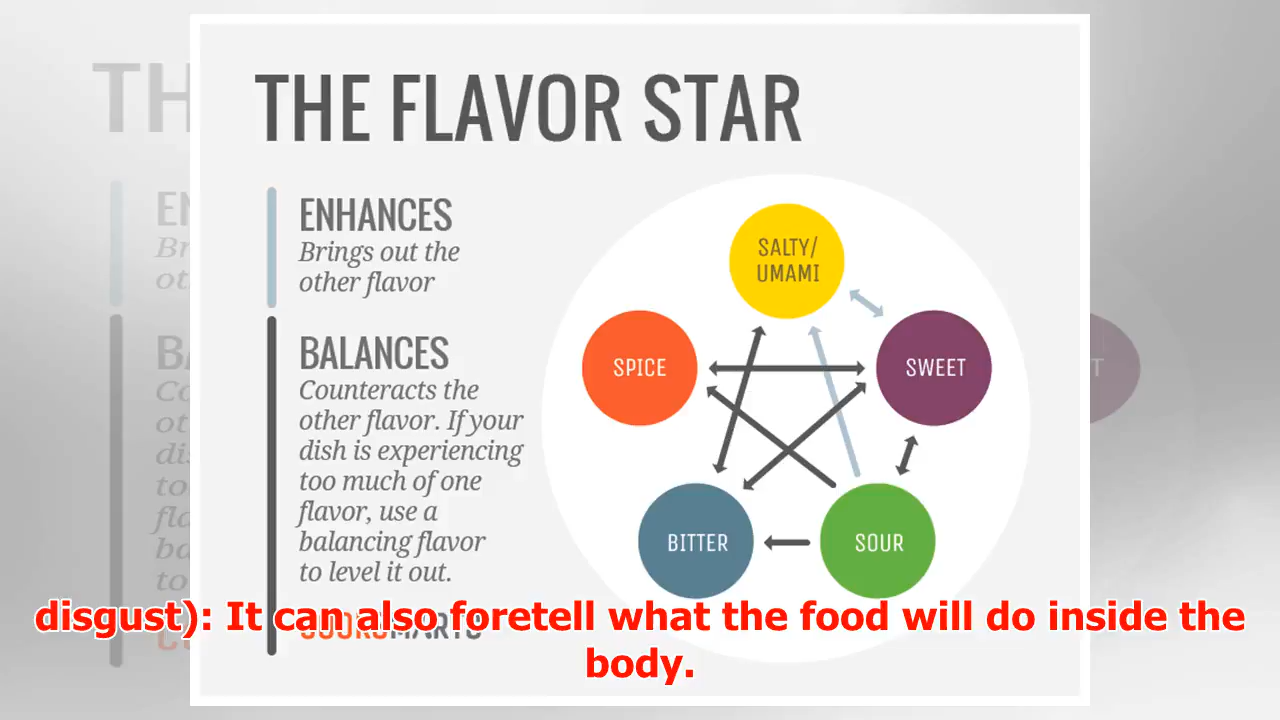 THE FLAVOR STAR
ENHANCES
Brings out the
other flavor
BALANCES
Counteracts the
other flavor. If your
dish is experiencing
too much of one
flavor, use a
balancing flavor
to level it out.
SALTY/
UMAMI
SPICE
SWEET
BITTER
SOUR
disgust): It can also foretell what the food will do inside the
body.